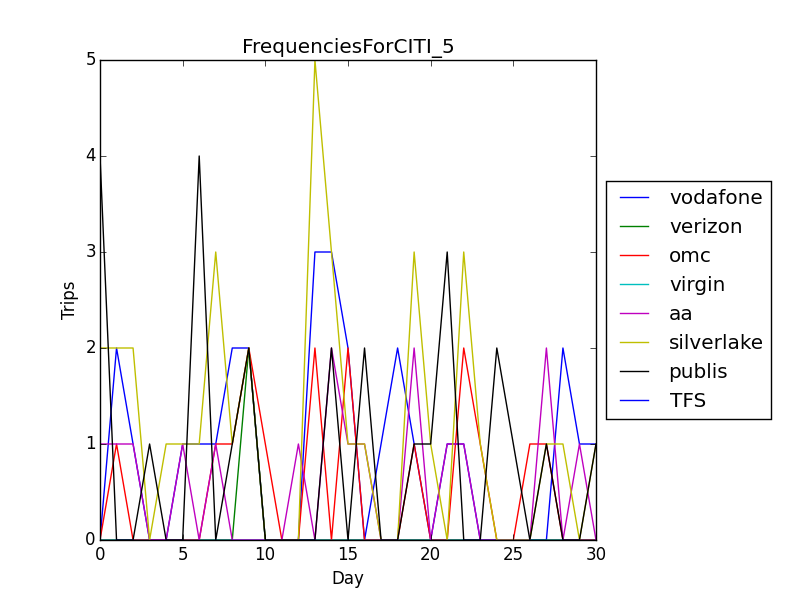 FrequenciesForCITI_5
5
4
3
2
1
0
Trips
0 5 10 15 20 25 30
Day
vodafone
verizon
omc
virgin
aa
silverlake
publis
TFS